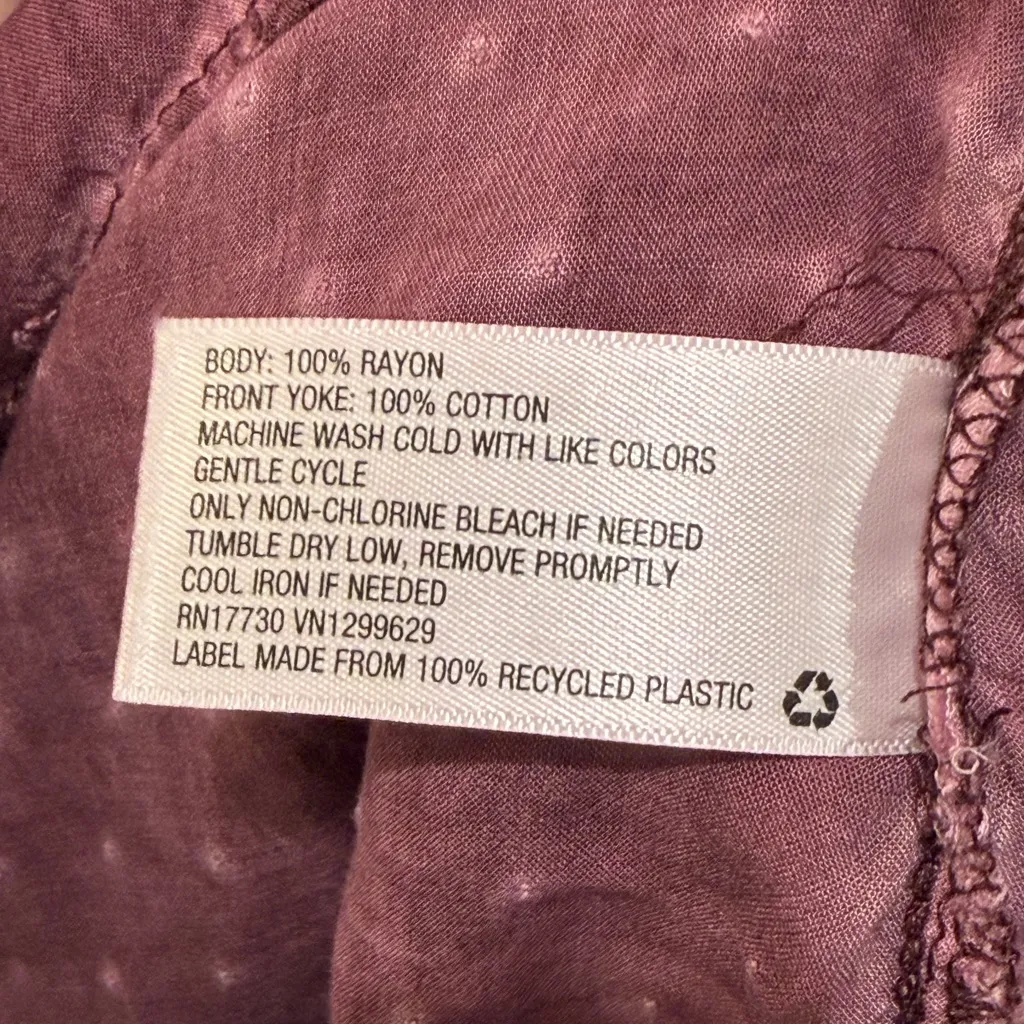 BODY: 100% RAYON
FRONT YOKE: 100% COTTON
MACHINE WASH COLD WITH LIKE COLORS
GENTLE CYCLE
ONLY NON-CHLORINE BLEACH IF NEEDED
TUMBLE DRY LOW, REMOVE PROMPTLY
COOL IRON IF NEEDED
RN17730 VN1299629
LABEL MADE FROM 100% RECYCLED PLASTIC